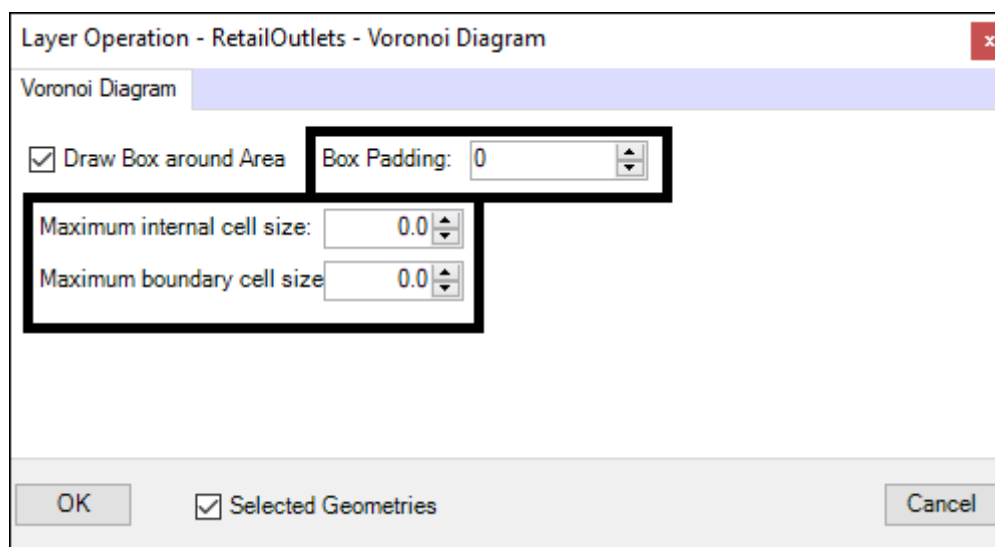 Layer Operation - RetailOutlets - Voronoi Diagram
x
Voronoi Diagram
Draw Box around Area Box Padding: 0
Maximum internal cell size: 0.0
Maximum boundary cell size 0.0
OK Selected Geometries Cancel